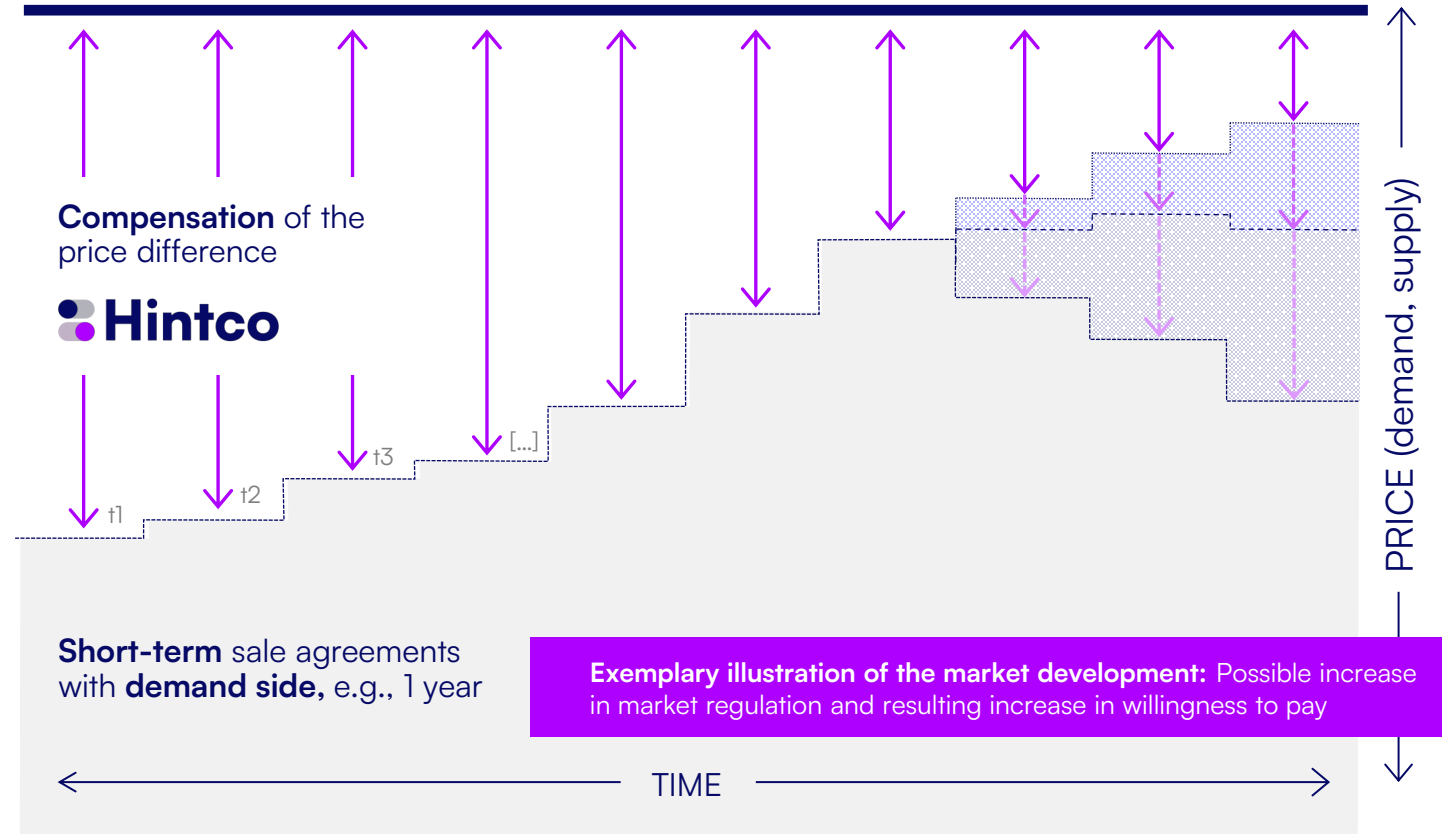 Compensation of the
price difference
Hintco
t1
t2
t3
[...]
PRICE (demand, supply)
Short-term sale agreements
with demand side, e.g., 1 year
Exemplary illustration of the market development: Possible increase
in market regulation and resulting increase in willingness to pay
TIME